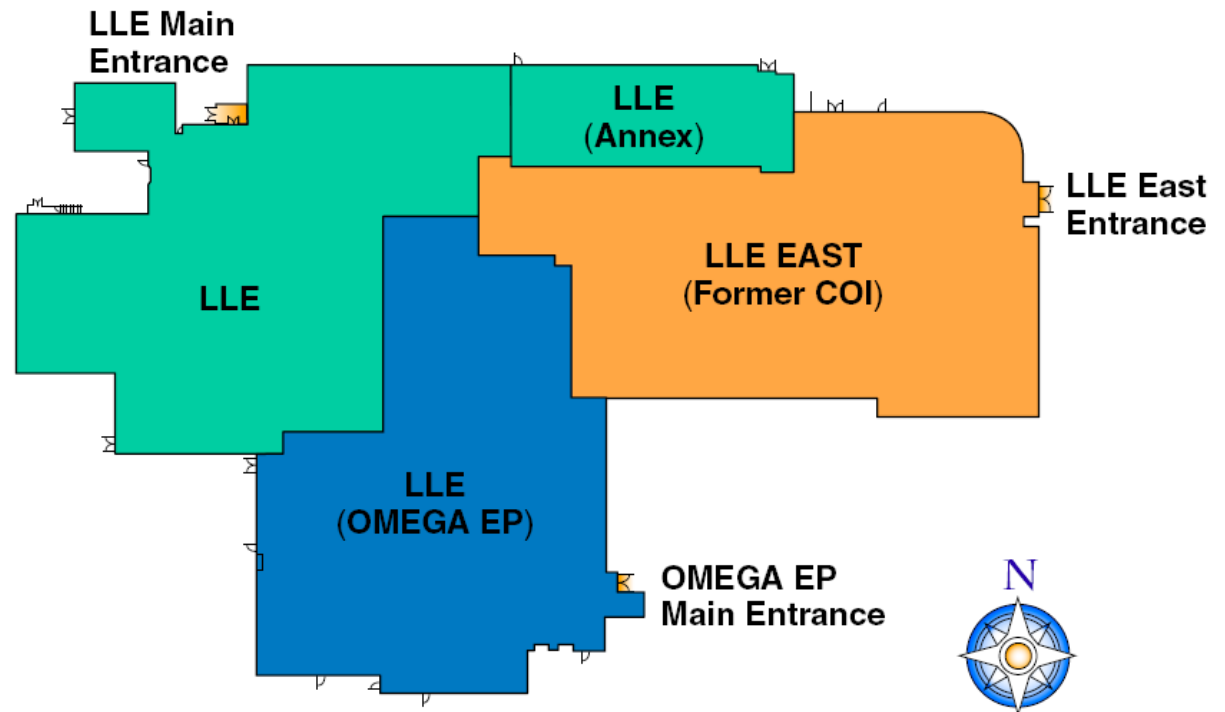 LLE Main
Entrance
LLE
(Annex)
LLE East
Entrance
LLE EAST
(Former COI)
LLE
LLE
(OMEGA EP)
OMEGA EP
Main Entrance
N